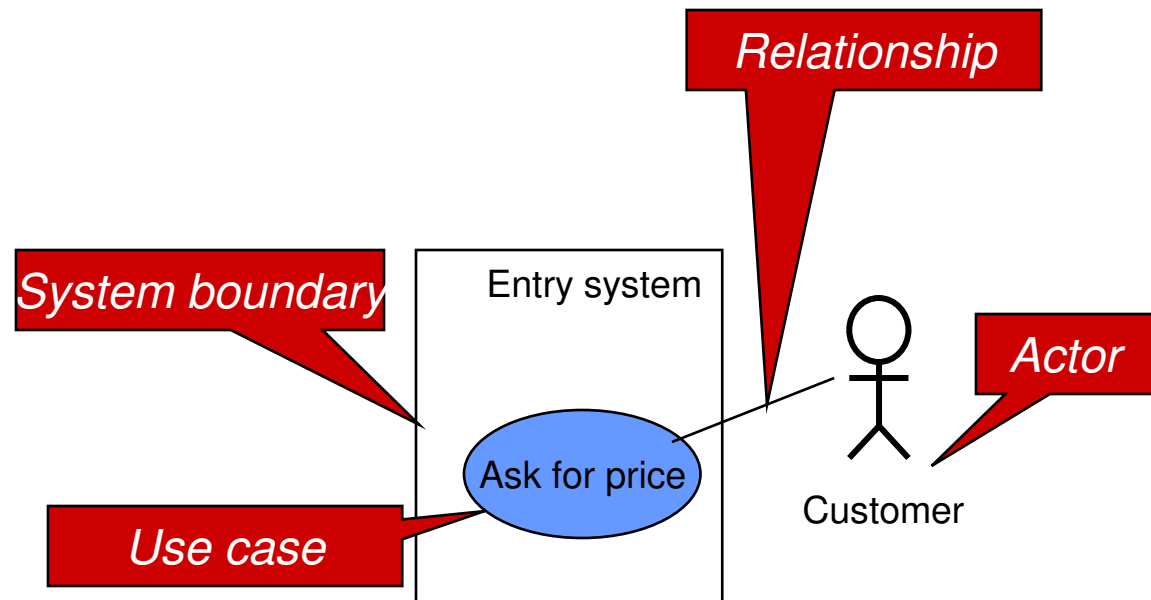 Relationship
System boundary
Entry system
Actor
Ask for price
Customer
Use case